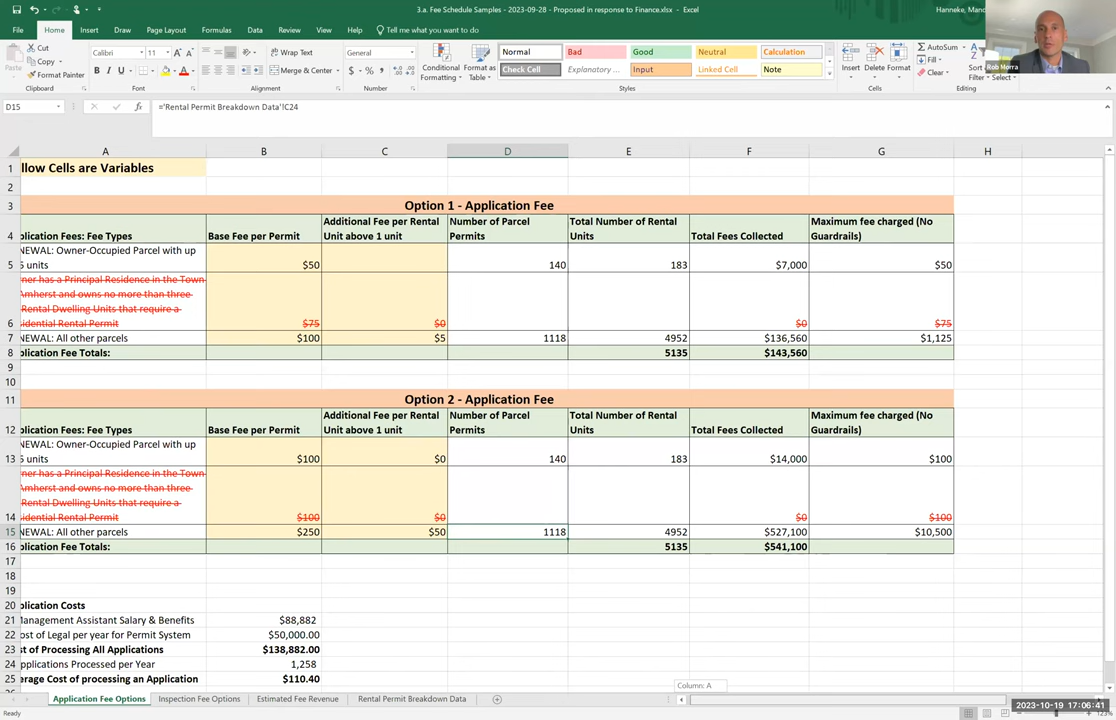 3.a. Fee Schedule Samples - 2023-09-28 - Proposed in response to Finance.xlsx - Excel
Hanneke, Man
File Home Insert Draw Page Layout Formulas Data Review View Help Tell me what you want to do
Cut
Copy
Format Painter
Paste
Clipboard
Calibri 11
Font
Wrap Text
Merge & Center
Alignment
General
Number
Conditional Formatting
Format as Table
Normal Bad Good Neutral Calculation
Check Cell Explanatory ... Input Linked Cell Note
Styles
Insert Delete Format
Cells
AutoSum
Fill
Clear
Sort
Filter Select
Editing
Rob Morra
D15 ='Rental Permit Breakdown Data'!C24
A B C D E F G H
1 llow Cells are Variables
2
3 Option 1 - Application Fee
4 plication Fees: Fee Types Base Fee per Permit Additional Fee per Rental Unit above 1 unit Number of Parcel Permits Total Number of Rental Units Total Fees Collected Maximum fee charged (No Guardrails)
NEWAL: Owner-Occupied Parcel with up
5 5 units $50 140 183 $7,000 $50
ner has a Principal Residence in the Town
Amherst and owns no more than three
Rental Dwelling Units that require a
6 sidential Rental Permit $75 $0 $0 $75
7 NEWAL: All other parcels $100 $5 1118 4952 $136,560 $1,125
8 plication Fee Totals: 5135 $143,560
9
10
11 Option 2 - Application Fee
12 plication Fees: Fee Types Base Fee per Permit Additional Fee per Rental Unit above 1 unit Number of Parcel Permits Total Number of Rental Units Total Fees Collected Maximum fee charged (No Guardrails)
NEWAL: Owner-Occupied Parcel with up
13 5 units $100 $0 140 183 $14,000 $100
ner has a Principal Residence in the Town
Amherst and owns no more than three
Rental Dwelling Units that require a
14 sidential Rental Permit $100 $0 $0 $100
15 NEWAL: All other parcels $250 $50 1118 4952 $527,100 $10,500
16 plication Fee Totals: 5135 $541,100
17
18
19
20 plication Costs
21 Management Assistant Salary & Benefits $88,882
22 ost of Legal per year for Permit System $50,000.00
23 st of Processing All Applications $138,882.00
24 pplications Processed per Year 1,258
25 verage Cost of processing an Application $110.40
Column: A
Application Fee Options Inspection Fee Options Estimated Fee Revenue Rental Permit Breakdown Data
Ready
2023-10-19 17:06:41